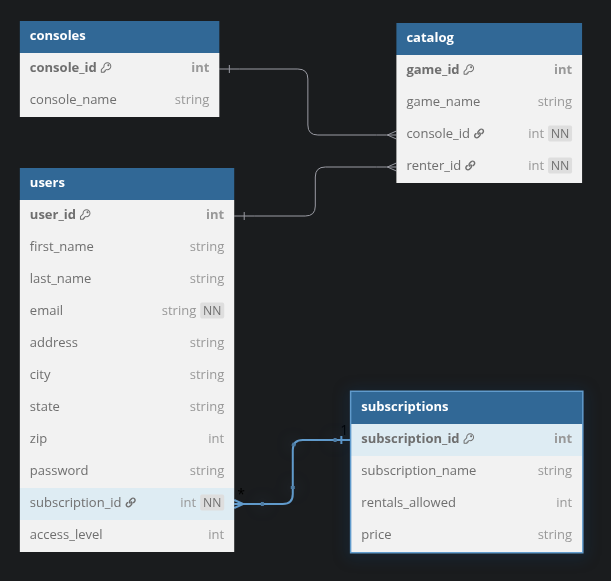 consoles
console_id int
console_name string
catalog
game_id int
game_name string
console_id int NN
renter_id int NN
users
user_id int
first_name string
last_name string
email string NN
address string
city string
state string
zip int
password string
subscription_id int NN
access_level int
*
1
subscriptions
subscription_id int
subscription_name string
rentals_allowed int
price string